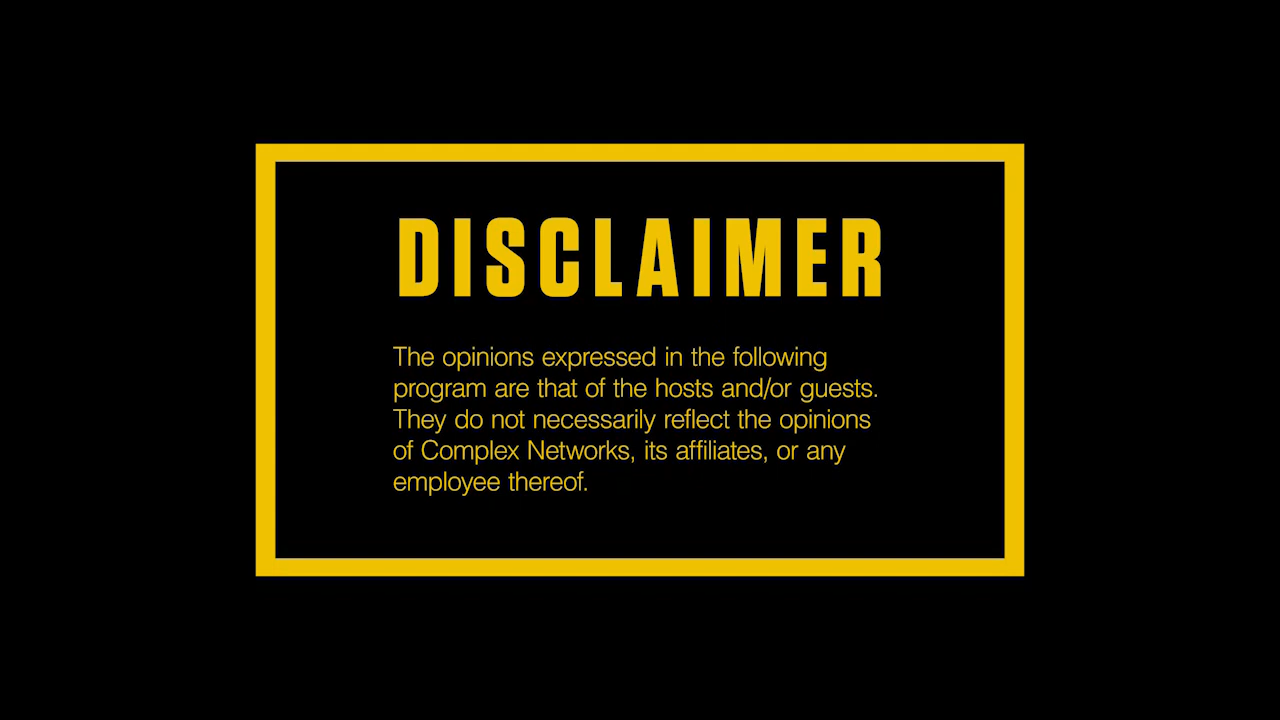 DISCLAIMER
The opinions expressed in the following
program are that of the hosts and/or guests.
They do not necessarily reflect the opinions
of Complex Networks, its affiliates, or any
employee thereof.